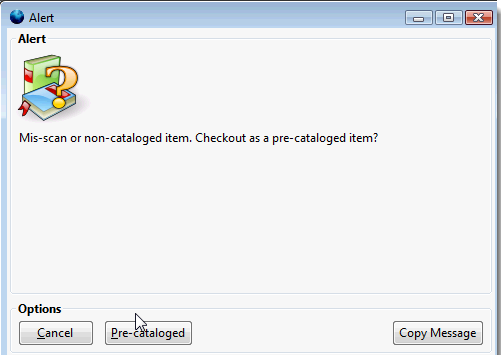 Alert
Alert
Mis-scan or non-cataloged item. Checkout as a pre-cataloged item?
Options
Cancel
Pre-cataloged
Copy Message